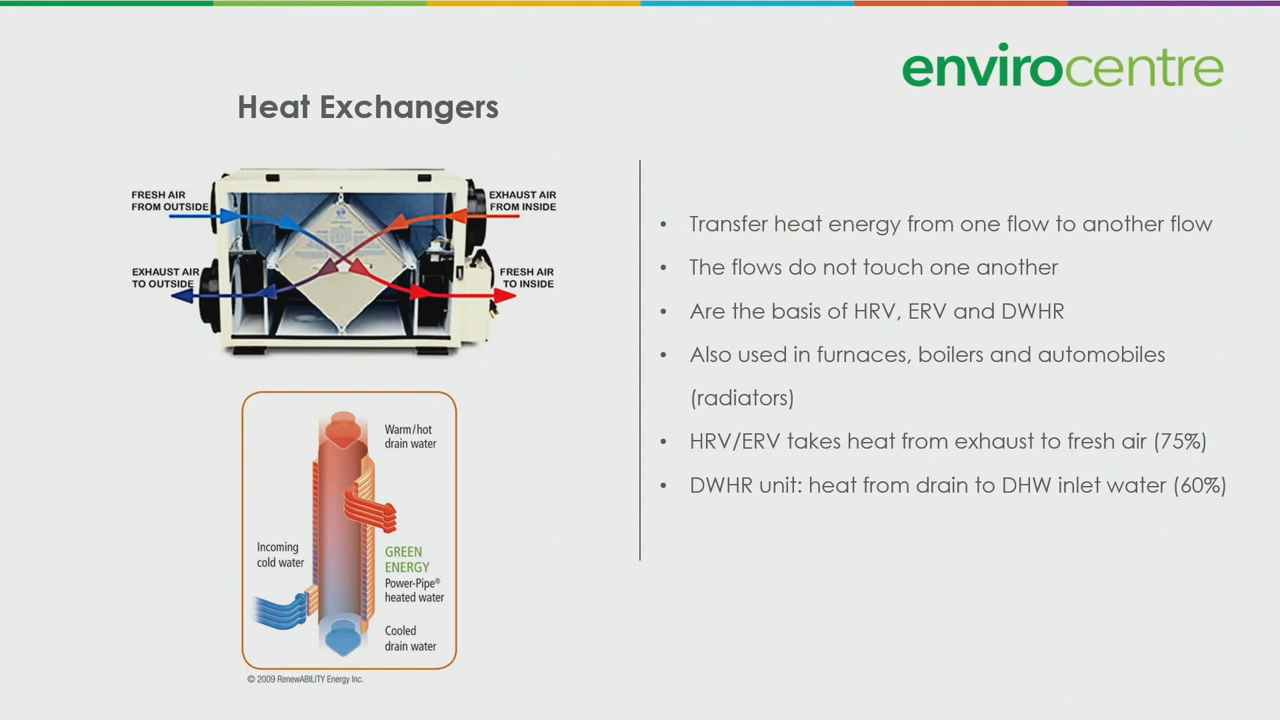 envirocentre
Heat Exchangers
FRESH AIR
FROM OUTSIDE
EXHAUST AIR
FROM INSIDE
EXHAUST AIR
TO OUTSIDE
FRESH AIR
TO INSIDE
Warm/hot
drain water
Incoming
cold water
GREEN
ENERGY
Power-Pipe®
heated water
Cooled
drain water
© 2009 RenewABILITY Energy Inc.
• Transfer heat energy from one flow to another flow
• The flows do not touch one another
• Are the basis of HRV, ERV and DWHR
• Also used in furnaces, boilers and automobiles
(radiators)
• HRV/ERV takes heat from exhaust to fresh air (75%)
• DWHR unit: heat from drain to DHW inlet water (60%)